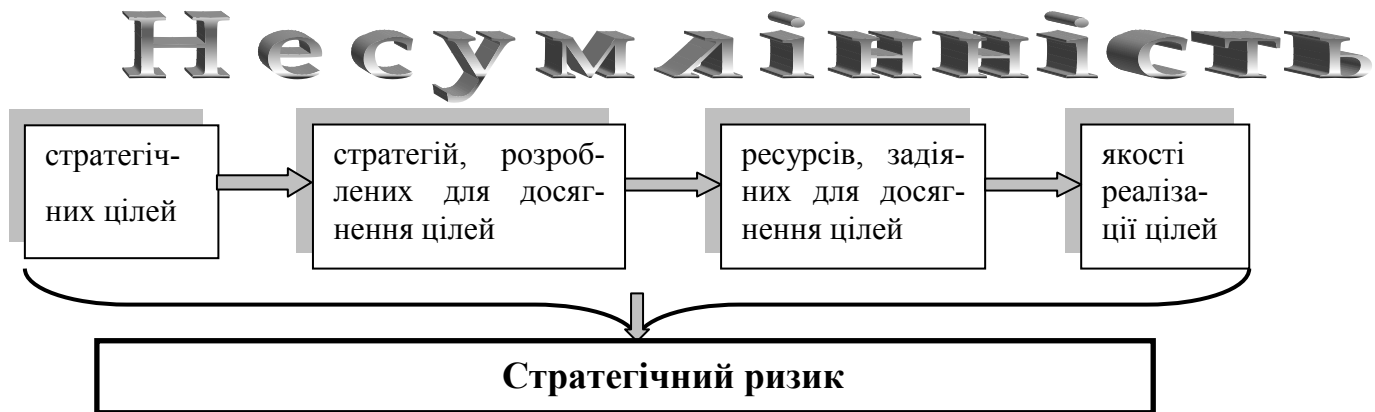 Несумлінність
стратегіч-
них цілей
стратегій, розроб-
лених для досяг-
нення цілей
ресурсів, задія-
них для досяг-
нення цілей
якості
реаліза-
ції цілей
Стратегічний ризик